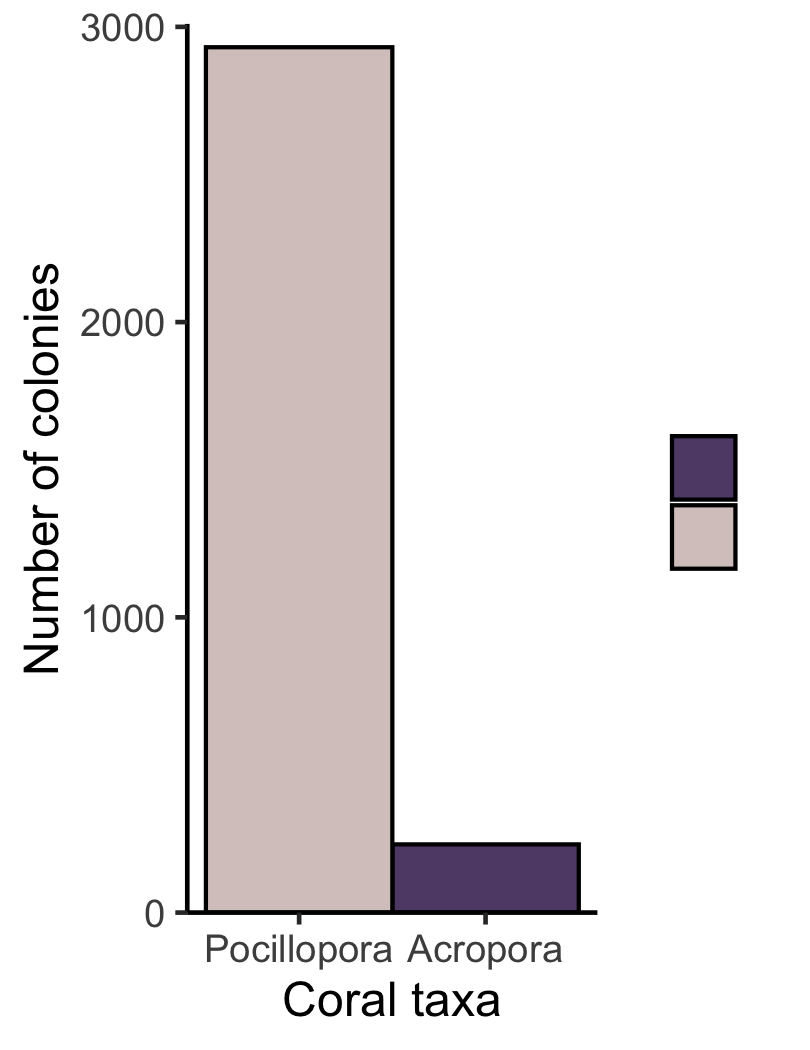 3000
2000
1000
0
Number of colonies
Pocillopora Acropora
Coral taxa